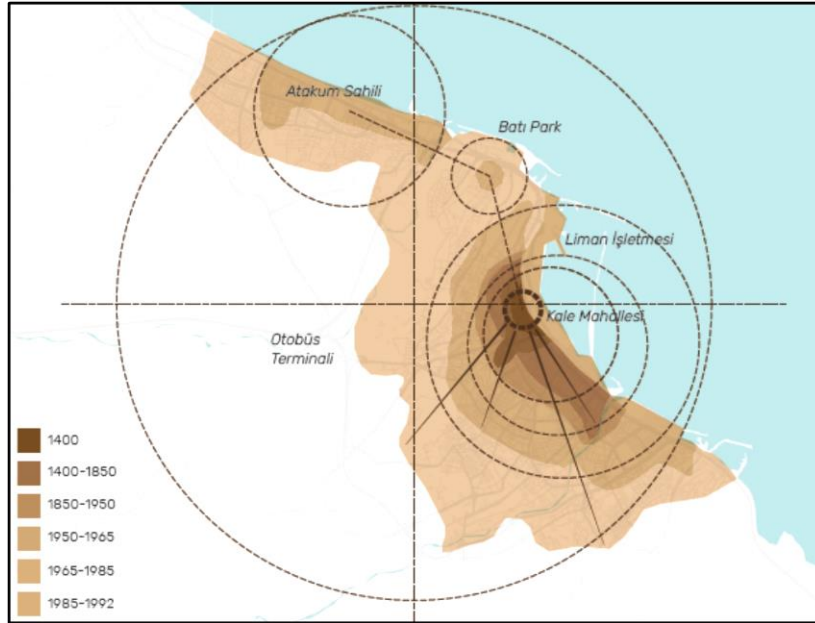 Atakum Sahili
Batı Park
Liman İşletmesi
Kale Mahallesi
Otobüs
Terminali
1400
1400-1850
1850-1950
1950-1965
1965-1985
1985-1992